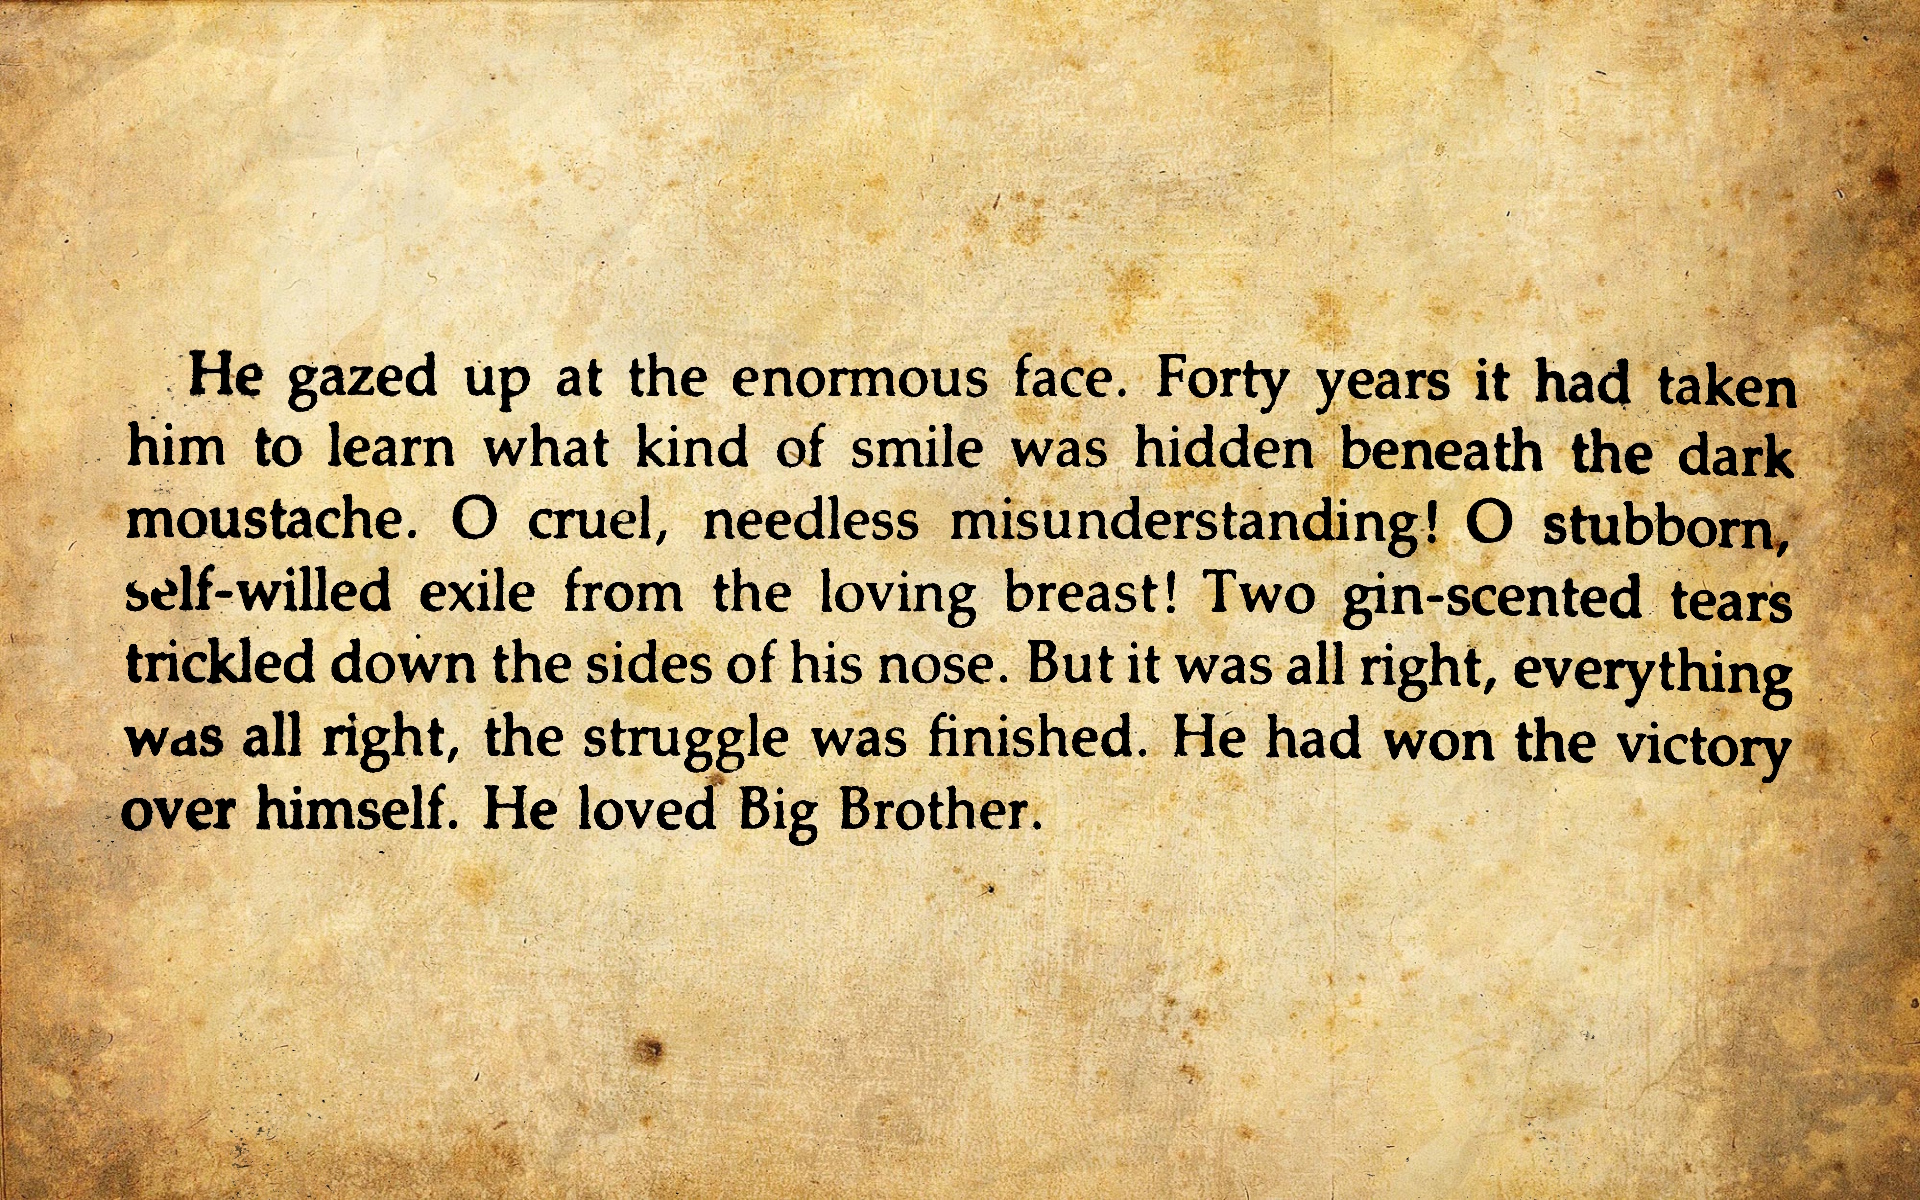 He gazed up at the enormous face. Forty years it had taken
him to learn what kind of smile was hidden beneath the dark
moustache. O cruel, needless misunderstanding! O stubborn,
self-willed exile from the loving breast! Two gin-scented tears
trickled down the sides of his nose. But it was all right, everything
was all right, the struggle was finished. He had won the victory
over himself. He loved Big Brother.